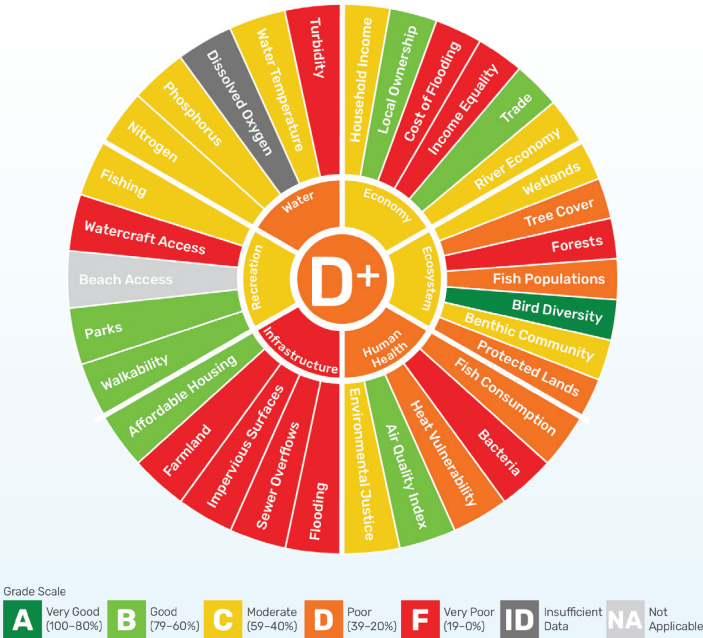 Turbidity
Water Temperature
Dissolved Oxygen
Phosphorus
Nitrogen
Fishing
Watercraft Access
Beach Access
Parks
Walkability
Affordable Housing
Farmland
Impervious Surfaces
Sewer Overflows
Flooding
Household Income
Local Ownership
Cost of Flooding
Income Equality
Trade
River Economy
Wetlands
Tree Cover
Forests
Fish Populations
Bird Diversity
Benthic Community
Protected Lands
Fish Consumption
Bacteria
Heat Vulnerability
Air Quality Index
Environmental Justice
Water
Economy
Recreation
Ecosystem
Infrastructure
Human
Health
D+
Grade Scale
A Very Good
(100–80%)
B Good
(79–60%)
C Moderate
(59–40%)
D Poor
(39–20%)
F Very Poor
(19–0%)
ID Insufficient
Data
NA Not
Applicable